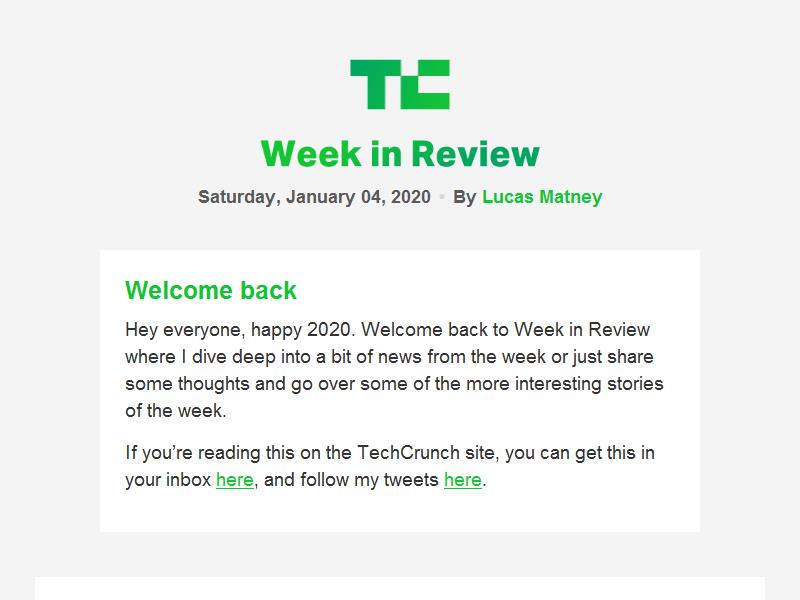 TC
Week in Review
Saturday, January 04, 2020 • By Lucas Matney
Welcome back
Hey everyone, happy 2020. Welcome back to Week in Review
where I dive deep into a bit of news from the week or just share
some thoughts and go over some of the more interesting stories
of the week.
If you’re reading this on the TechCrunch site, you can get this in
your inbox here, and follow my tweets here.